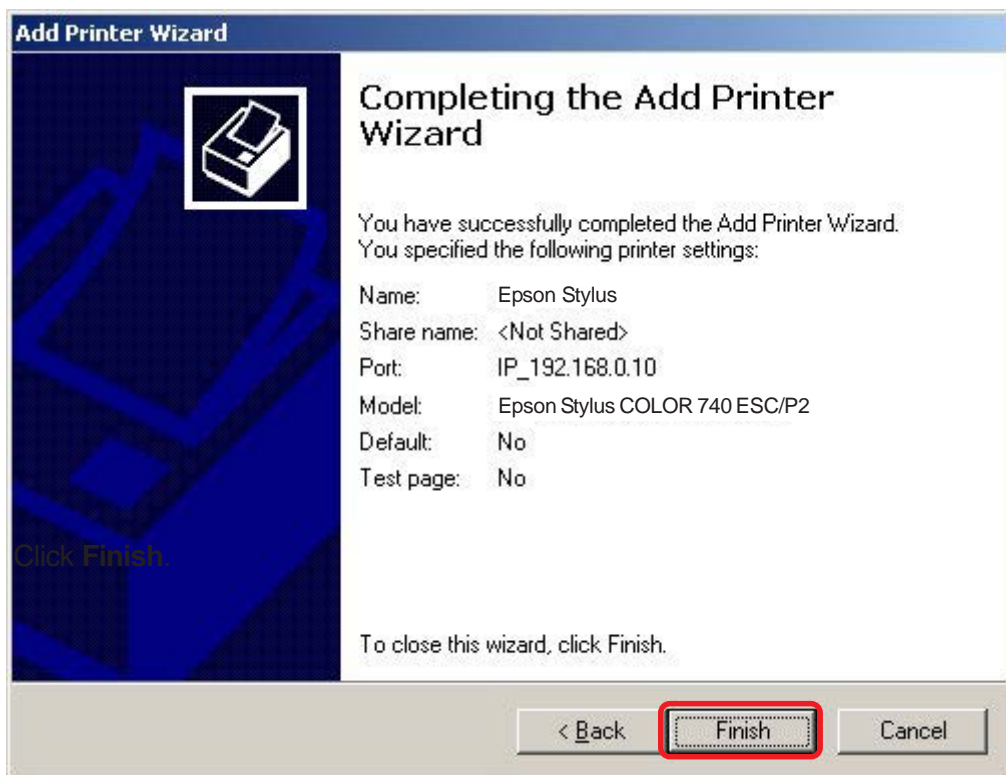 Add Printer Wizard
Completing the Add Printer
Wizard
You have successfully completed the Add Printer Wizard.
You specified the following printer settings:
Name: Epson Stylus
Share name: <Not Shared>
Port: IP_192.168.0.10
Model: Epson Stylus COLOR 740 ESC/P2
Default: No
Test page: No
Click Finish.
To close this wizard, click Finish.
< Back Finish Cancel